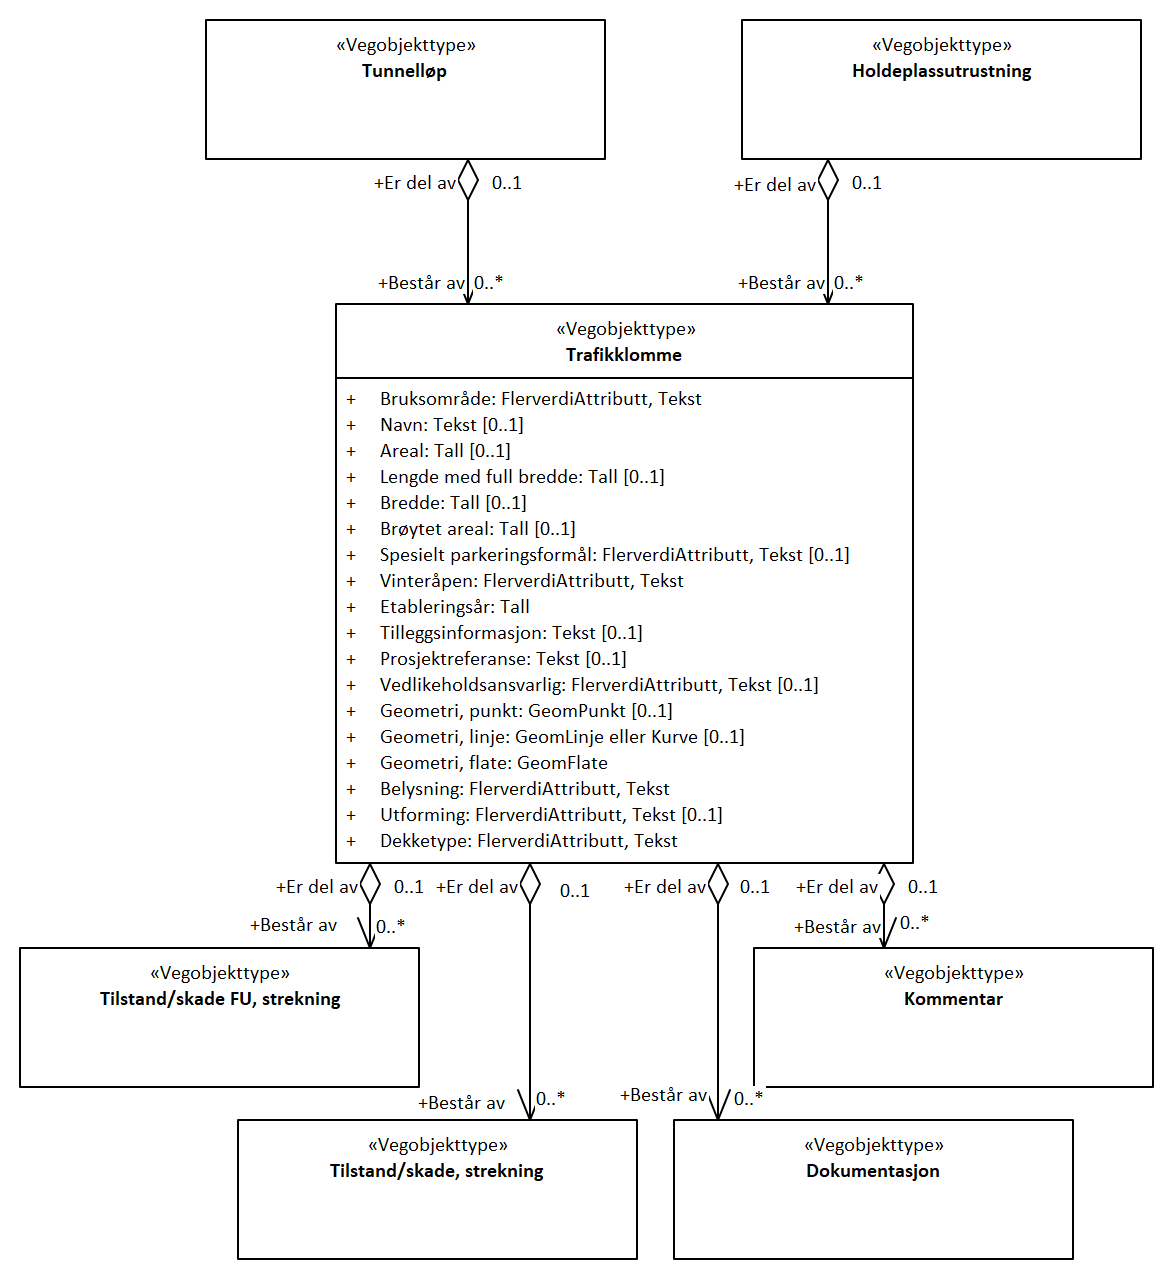 «Vegobjekttype»
Tunnelløp
«Vegobjekttype»
Holdeplassutrustning
+Er del av 0..1
+Er del av 0..1
+Består av 0..*
+Består av 0..*
«Vegobjekttype»
Trafikklomme
+ Bruksområde: FlerverdiAttributt, Tekst
+ Navn: Tekst [0..1]
+ Areal: Tall [0..1]
+ Lengde med full bredde: Tall [0..1]
+ Bredde: Tall [0..1]
+ Brøytet areal: Tall [0..1]
+ Spesielt parkeringsformål: FlerverdiAttributt, Tekst [0..1]
+ Vinteråpen: FlerverdiAttributt, Tekst
+ Etableringsår: Tall
+ Tilleggsinformasjon: Tekst [0..1]
+ Prosjektreferanse: Tekst [0..1]
+ Vedlikeholdsansvarlig: FlerverdiAttributt, Tekst [0..1]
+ Geometri, punkt: GeomPunkt [0..1]
+ Geometri, linje: GeomLinje eller Kurve [0..1]
+ Geometri, flate: GeomFlate
+ Belysning: FlerverdiAttributt, Tekst
+ Utforming: FlerverdiAttributt, Tekst [0..1]
+ Dekketype: FlerverdiAttributt, Tekst
+Er del av 0..1
+Er del av 0..1
+Er del av 0..1
+Er del av 0..1
+Består av 0..*
+Består av 0..*
«Vegobjekttype»
Tilstand/skade FU, strekning
«Vegobjekttype»
Kommentar
+Består av 0..*
+Består av 0..*
«Vegobjekttype»
Tilstand/skade, strekning
«Vegobjekttype»
Dokumentasjon